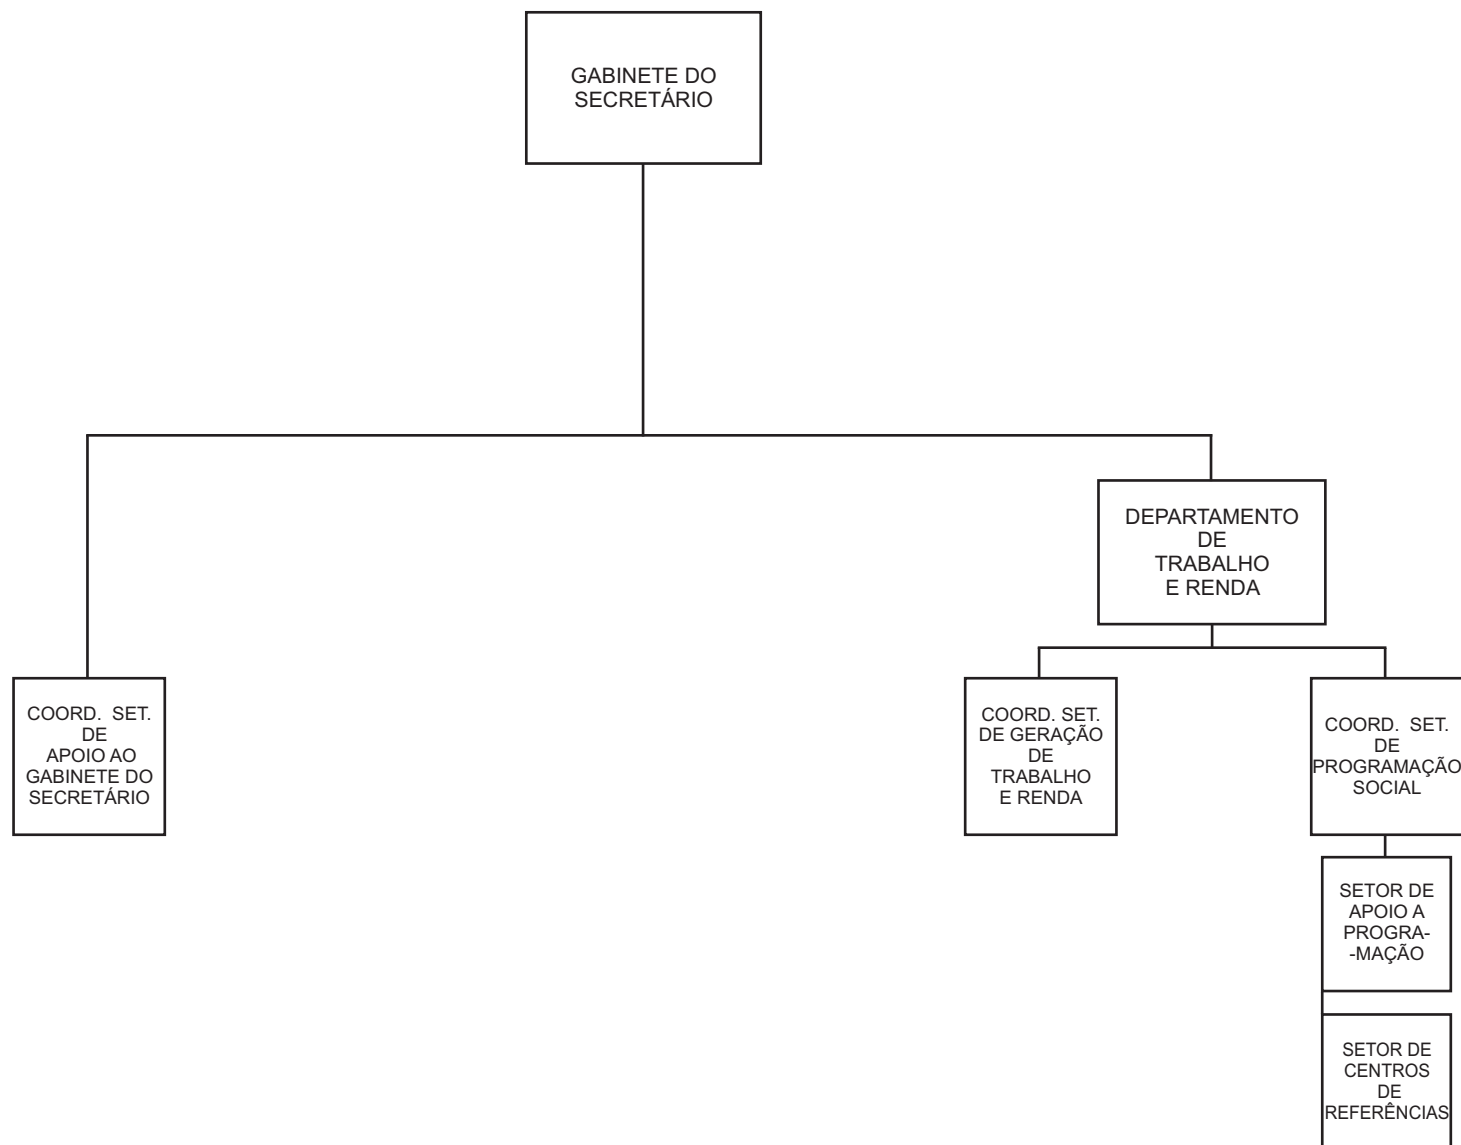 GABINETE DO
SECRETÁRIO
DEPARTAMENTO
DE
TRABALHO
E RENDA
COORD. SET.
DE
APOIO AO
GABINETE DO
SECRETÁRIO
COORD. SET.
DE GERAÇÃO
DE
TRABALHO
E RENDA
COORD. SET.
DE
PROGRAMAÇÃO
SOCIAL
SETOR DE
APOIO A
PROGRA-
-MAÇÃO
SETOR DE
CENTROS
DE
REFERÊNCIAS